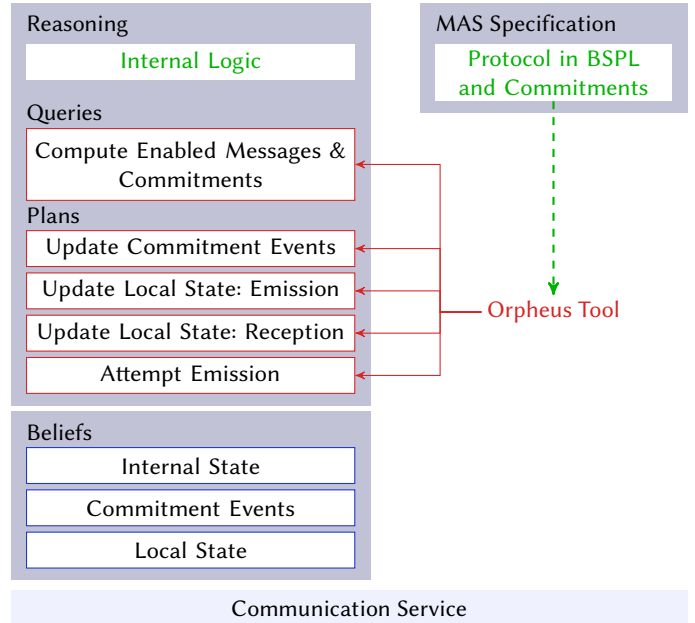 Reasoning
Internal Logic
Queries
Compute Enabled Messages &
Commitments
Plans
Update Commitment Events
Update Local State: Emission
Update Local State: Reception
Attempt Emission
Beliefs
Internal State
Commitment Events
Local State
Communication Service
MAS Specification
Protocol in BSPL
and Commitments
Orpheus Tool